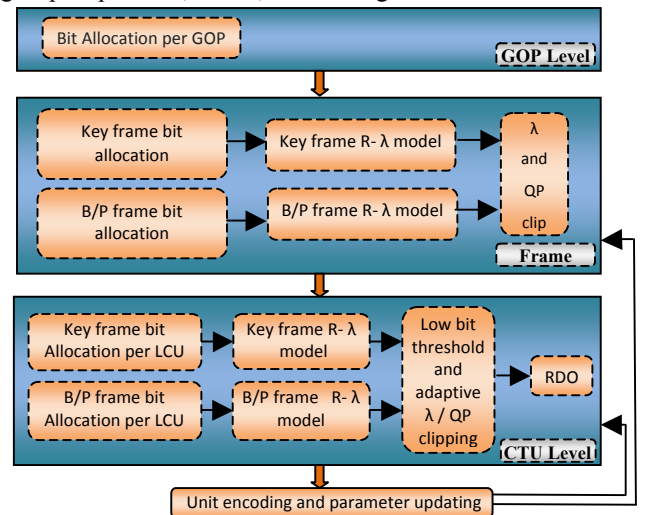 Bit Allocation per GOP
GOP Level
Key frame bit
allocation
Key frame R- λ model
λ
and
QP
clip
B/P frame bit
allocation
B/P frame R- λ model
Frame
Key frame bit
Allocation per LCU
Key frame R- λ
model
Low bit
threshold
and
adaptive
λ / QP
clipping
RDO
B/P frame bit
Allocation per LCU
B/P frame R- λ
model
CTU Level
Unit encoding and parameter updating